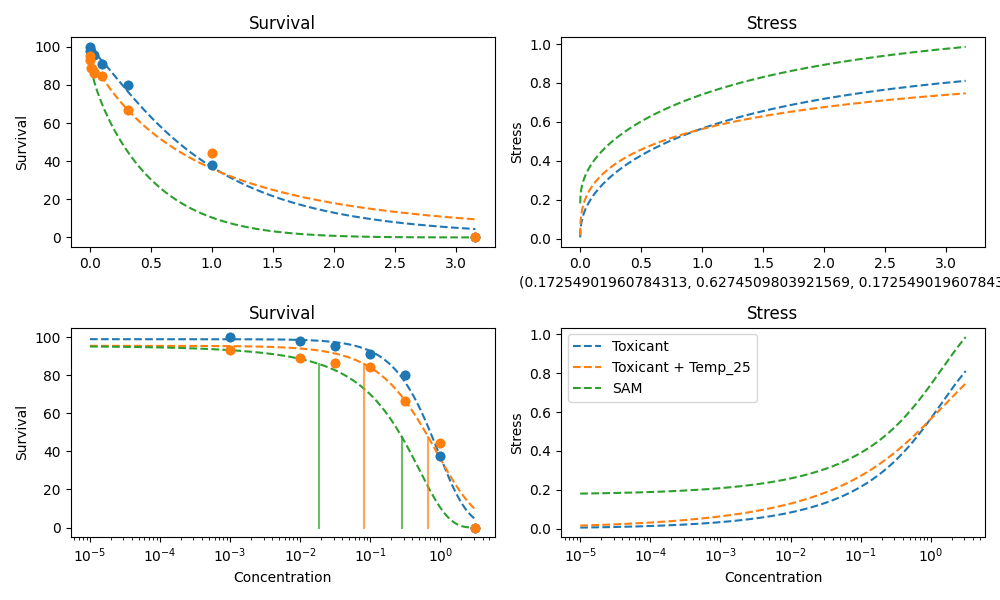 Survival
Survival
100
80
60
40
20
0
0.0 0.5 1.0 1.5 2.0 2.5 3.0
Stress
Stress
1.0
0.8
0.6
0.4
0.2
0.0
0.0 0.5 1.0 1.5 2.0 2.5 3.0
(0.17254901960784313, 0.6274509803921569, 0.172549019607843
Survival
Survival
100
80
60
40
20
0
10⁻⁵ 10⁻⁴ 10⁻³ 10⁻² 10⁻¹ 10⁰
Concentration
Stress
Stress
1.0
0.8
0.6
0.4
0.2
0.0
Toxicant
Toxicant + Temp_25
SAM
10⁻⁵ 10⁻⁴ 10⁻³ 10⁻² 10⁻¹ 10⁰
Concentration